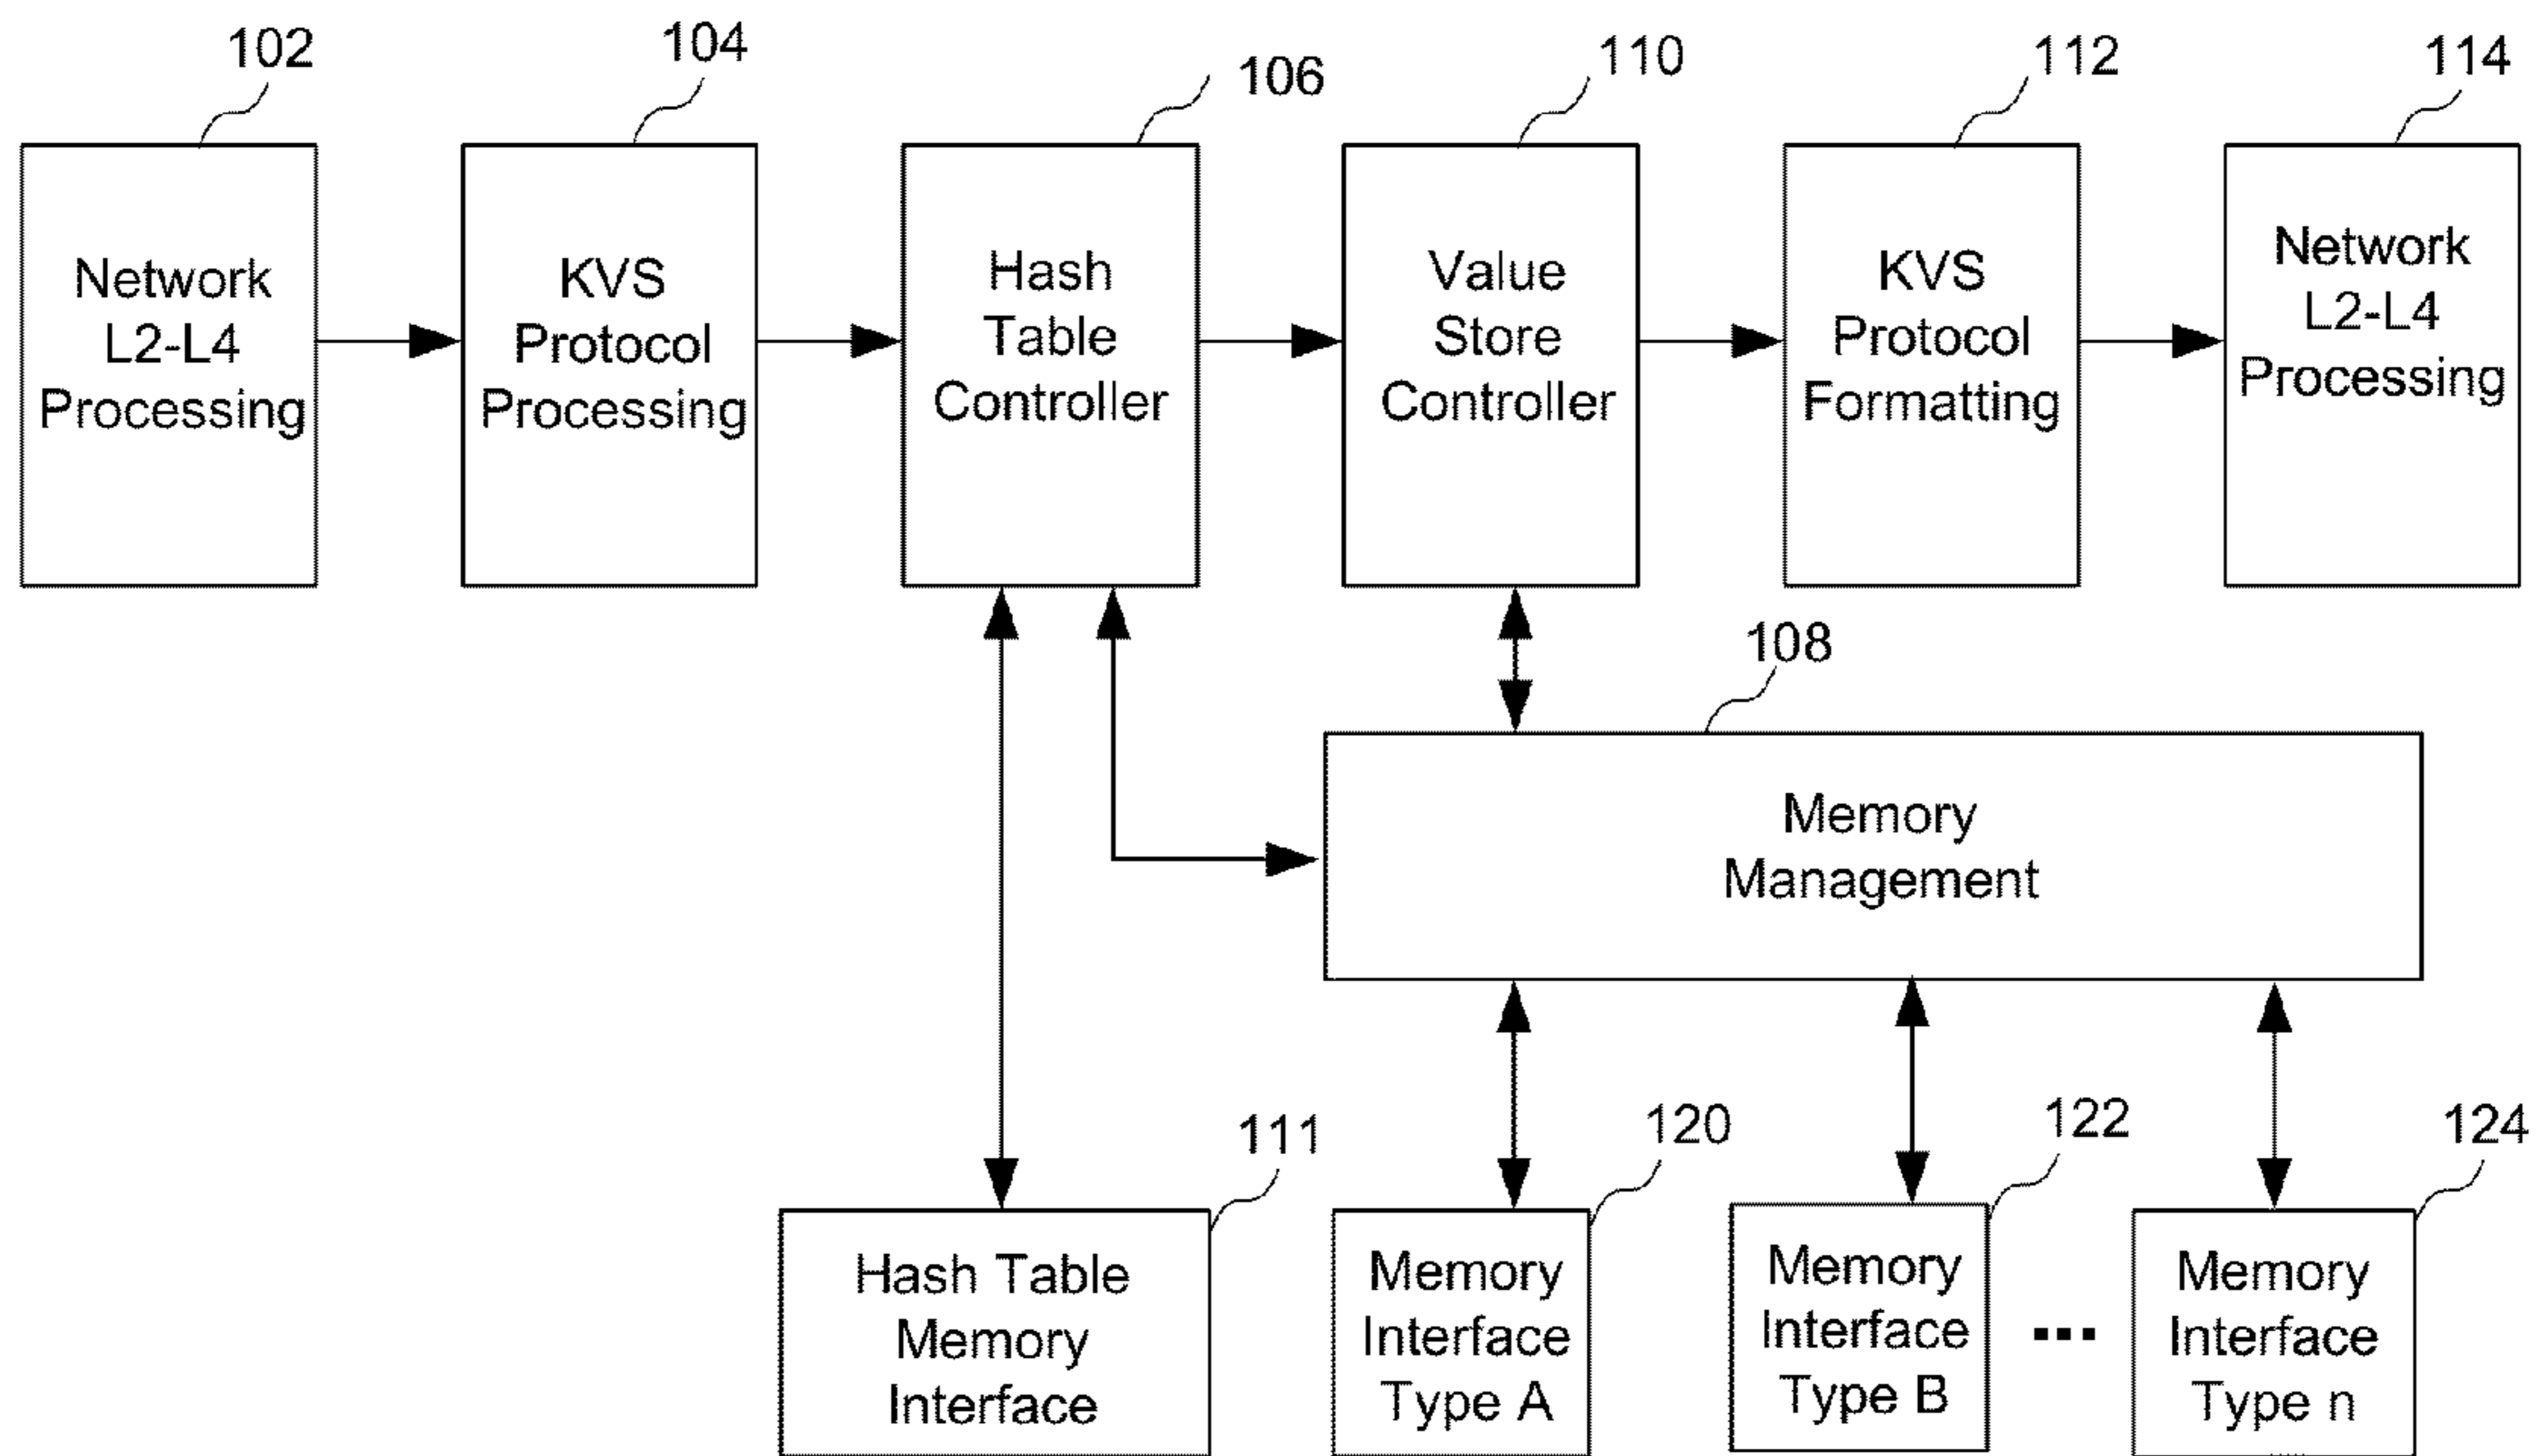 102
104
106
110
112
114
Network
L2-L4
Processing
KVS
Protocol
Processing
Hash
Table
Controller
Value
Store
Controller
KVS
Protocol
Formatting
Network
L2-L4
Processing
108
Memory
Management
111
120
122
124
Hash Table
Memory
Interface
Memory
Interface
Type A
Memory
Interface
Type B
...
Memory
Interface
Type n